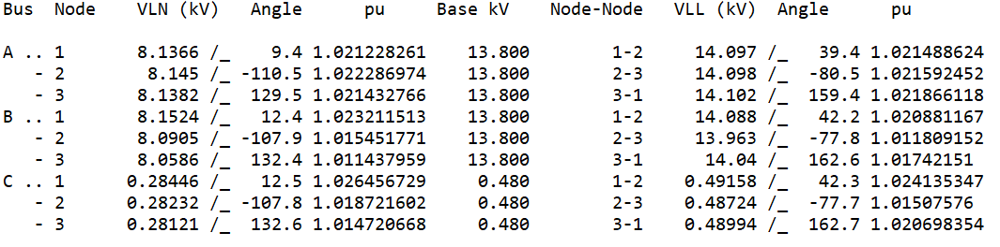 Bus  Node    VLN (kV)   Angle      pu     Base kV    Node-Node   VLL (kV)  Angle      pu
A .. 1       8.1366 /_    9.4 1.021228261    13.800        1-2     14.097 /_   39.4 1.021488624
   - 2        8.145 /_ -110.5 1.022286974    13.800        2-3     14.098 /_  -80.5 1.021592452
   - 3       8.1382 /_  129.5 1.021432766    13.800        3-1     14.102 /_  159.4 1.021866118
B .. 1       8.1524 /_   12.4 1.023211513    13.800        1-2     14.088 /_   42.2 1.020881167
   - 2       8.0905 /_ -107.9 1.015451771    13.800        2-3     13.963 /_  -77.8 1.011809152
   - 3       8.0586 /_  132.4 1.011437959    13.800        3-1      14.04 /_  162.6 1.01742151
C .. 1      0.28446 /_   12.5 1.026456729     0.480        1-2    0.49158 /_   42.3 1.024135347
   - 2      0.28232 /_ -107.8 1.018721602     0.480        2-3    0.48724 /_  -77.7 1.01507576
   - 3      0.28121 /_  132.6 1.014720668     0.480        3-1    0.48994 /_  162.7 1.020698354